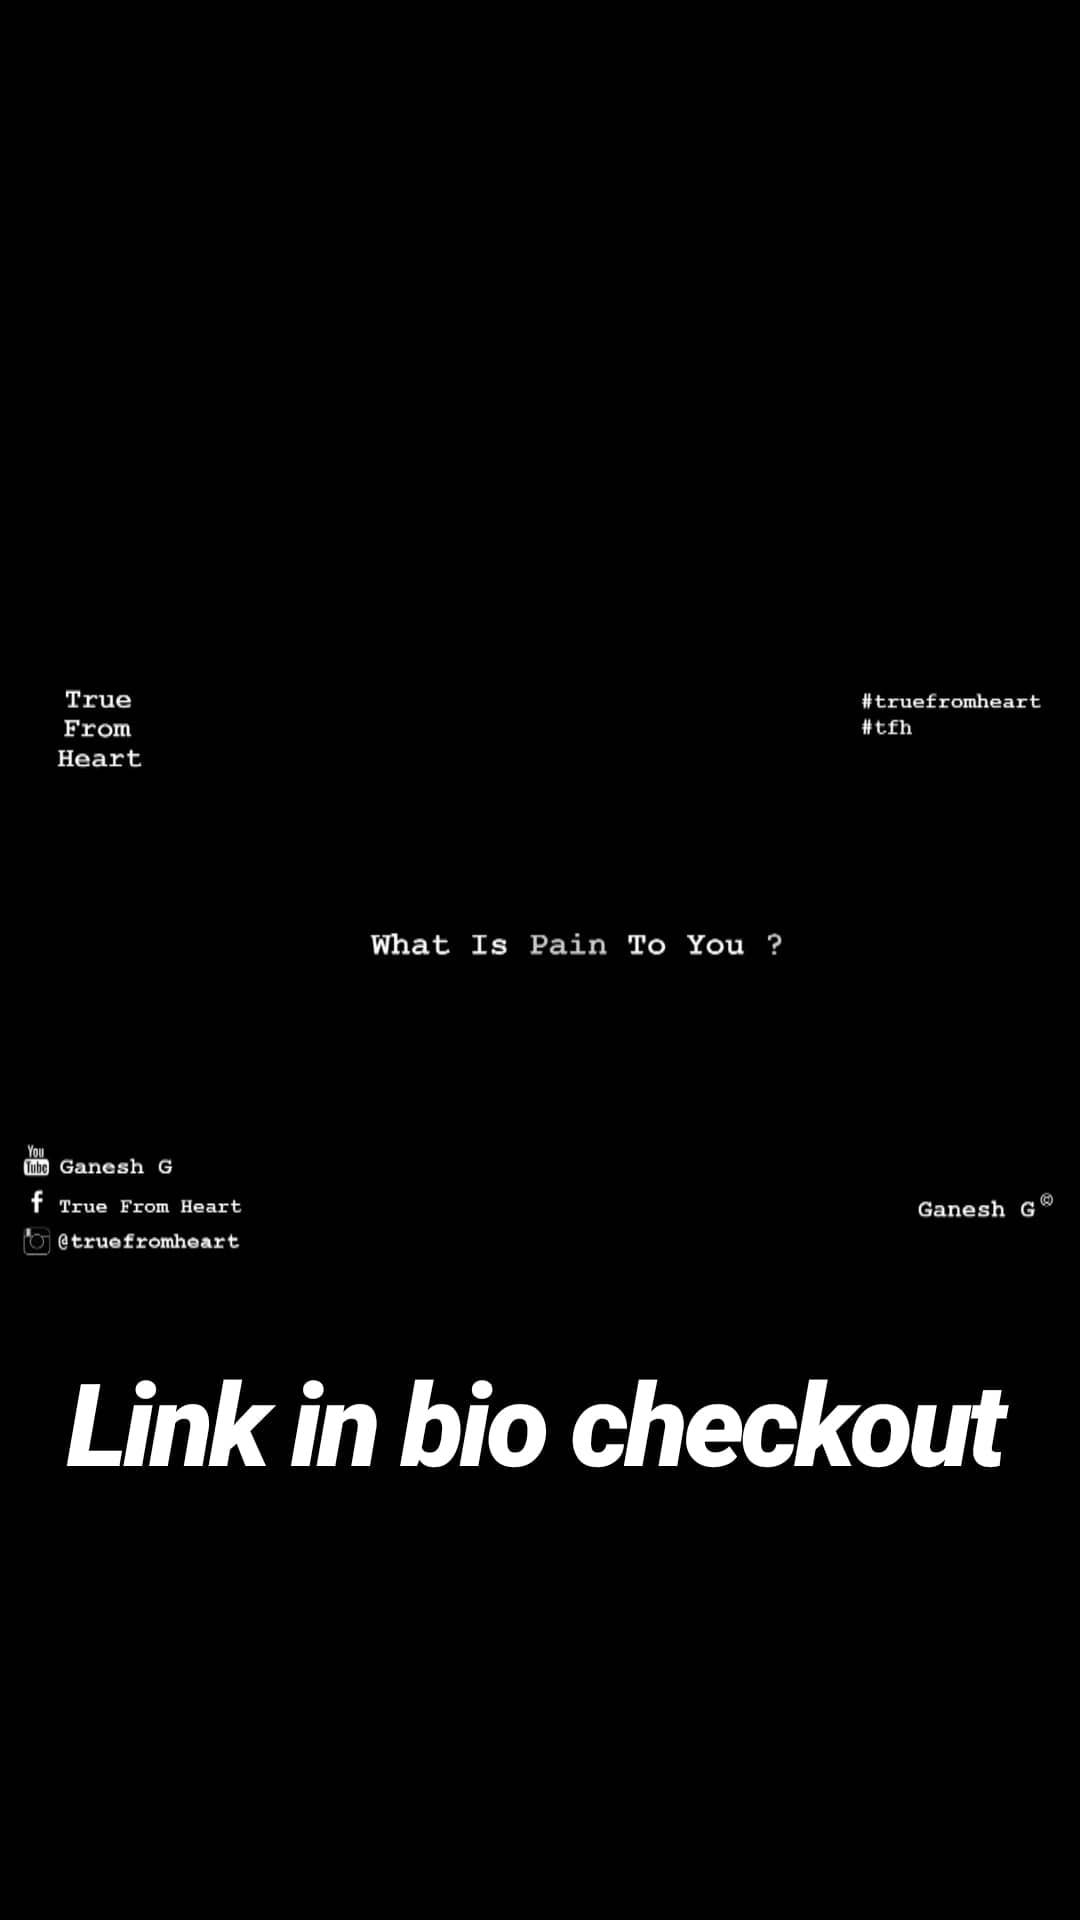 True
From
Heart
#truefromheart
#tfh
What Is Pain To You ?
You
Tube Ganesh G
f True From Heart
@truefromheart
Ganesh G©
Link in bio checkout